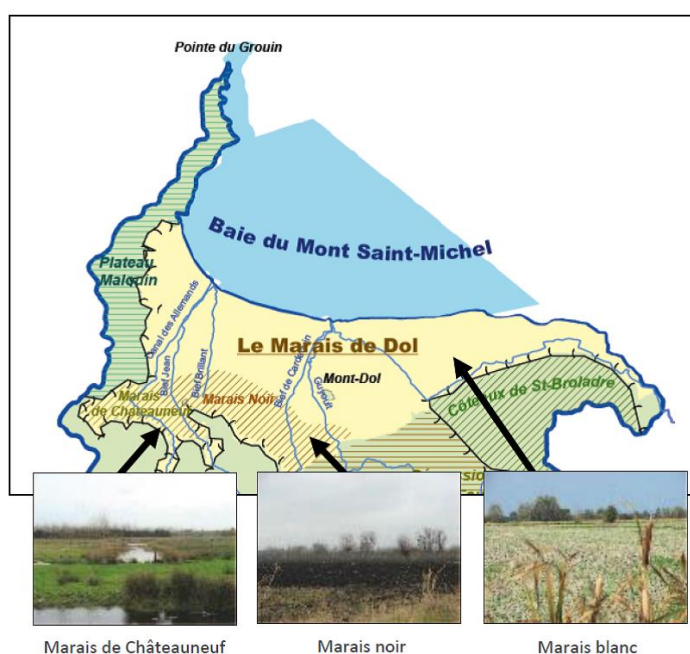 Pointe du Grouin
Baie du Mont Saint-Michel
Plateau
Malouin
Canal des Allemands
Bief Jean
Bief Brillant
Le Marais de Dol
Bief de Cardequin
Guyoult
Mont-Dol
Marais
de Chateauneuf
Marais Noir
Côteaux de St-Broladre
Marais de Châteauneuf
Marais noir
Marais blanc